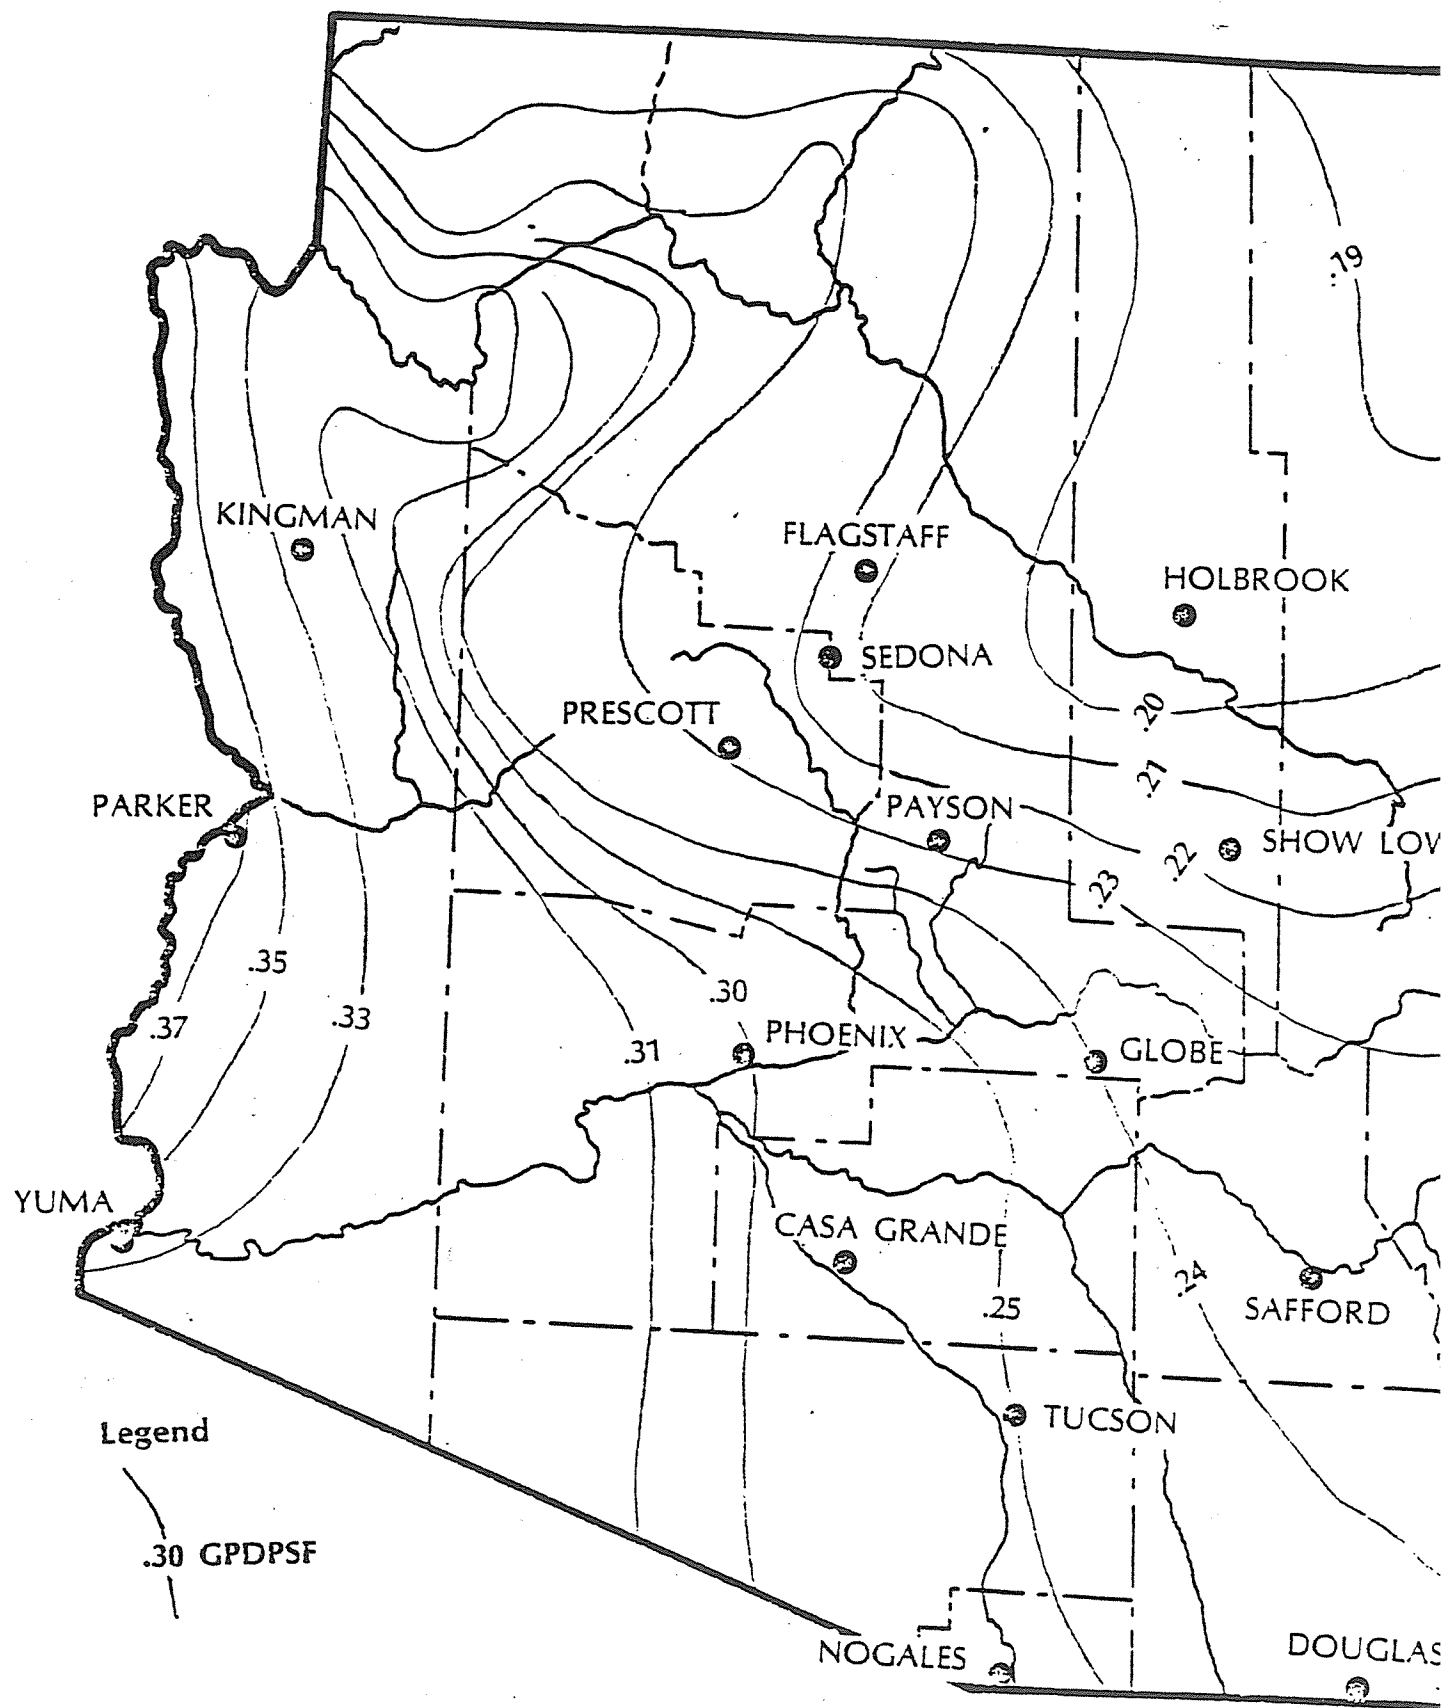 .19
KINGMAN
FLAGSTAFF
HOLBROOK
SEDONA
PRESCOTT
.20
.21
PARKER
PAYSON
.22
SHOW LOW
.23
.35
.30
.37
.33
PHOENIX
.31
GLOBE
YUMA
CASA GRANDE
.24
.25
SAFFORD
Legend
TUCSON
.30 GPDPSF
NOGALES
DOUGLAS